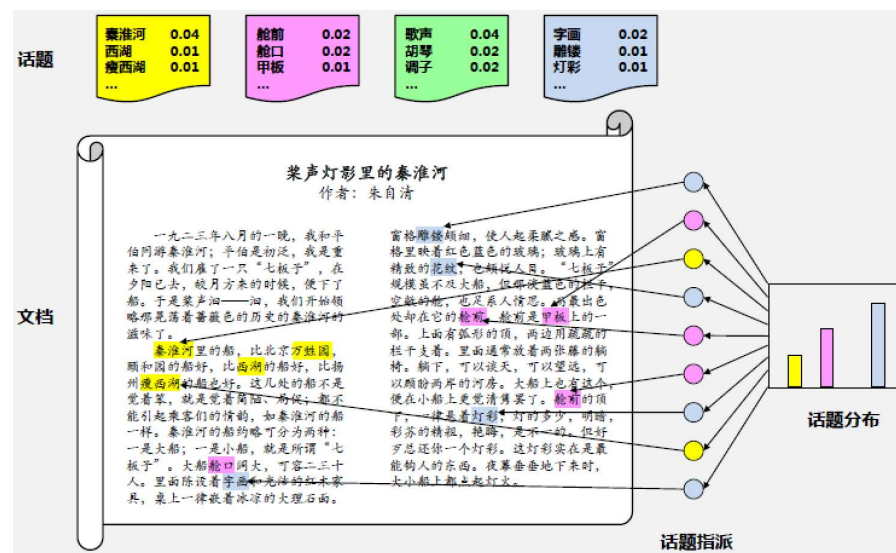 话题
秦淮河 0.04
西湖 0.01
瘦西湖 0.01
...
舱前 0.02
舱口 0.02
甲板 0.01
...
歌声 0.04
胡琴 0.02
调子 0.02
...
字画 0.02
雕镂 0.01
灯彩 0.01
...
文档
桨声灯影里的秦淮河
作者:朱自清
一九二三年八月的一晚,我和平
伯同游秦淮河;平伯是初泛,我是重
来了。我们雇了一只“七板子”,在
夕阳已去,皎月方来的时候,便下了
船。于是桨声汩——汩,我们开始领
略那晃荡着蔷薇色的历史的秦淮河的
滋味了。
秦淮河里的船,比北京万甡园,
颐和园的船好,比西湖的船好,比扬
州瘦西湖的船也好。这几处的船不是
觉着笨,就是觉着简陋、局促;都不
能引起乘客们的情韵,如秦淮河的船
一样。秦淮河的船约略可分为两种:
一是大船;一是小船,就是所谓“七
板子”。大船舱口阔大,可容二三十
人。里面陈设着字画和光洁的红木家
具,桌上一律嵌着冰凉的大理石面。
窗格雕镂颇细,使人起柔腻之感。窗
格里映着红色蓝色的玻璃;玻璃上有
精致的花纹,也颇悦人目。“七板子”
规模虽不及大船,但那淡蓝色的栏干,
空敞的舱,也足系人情思。而最出色
处却在它的舱前。舱前是甲板上的一
部。上面有弧形的顶,两边用疏疏的
栏干支着。里面通常放着两张藤的躺
椅。躺下,可以谈天,可以望远,可
以顾盼两岸的河房。大船上也有这个,
便在小船上更觉清隽罢了。舱前的顶
下,一律悬着灯彩;灯的多少,明暗,
彩苏的精粗,艳晦,是不一的。但好
歹总还你一个灯彩。这灯彩实在是最
能钩人的东西。夜幕垂垂地下来时,
大小船上都点起灯火。
话题分布
话题指派